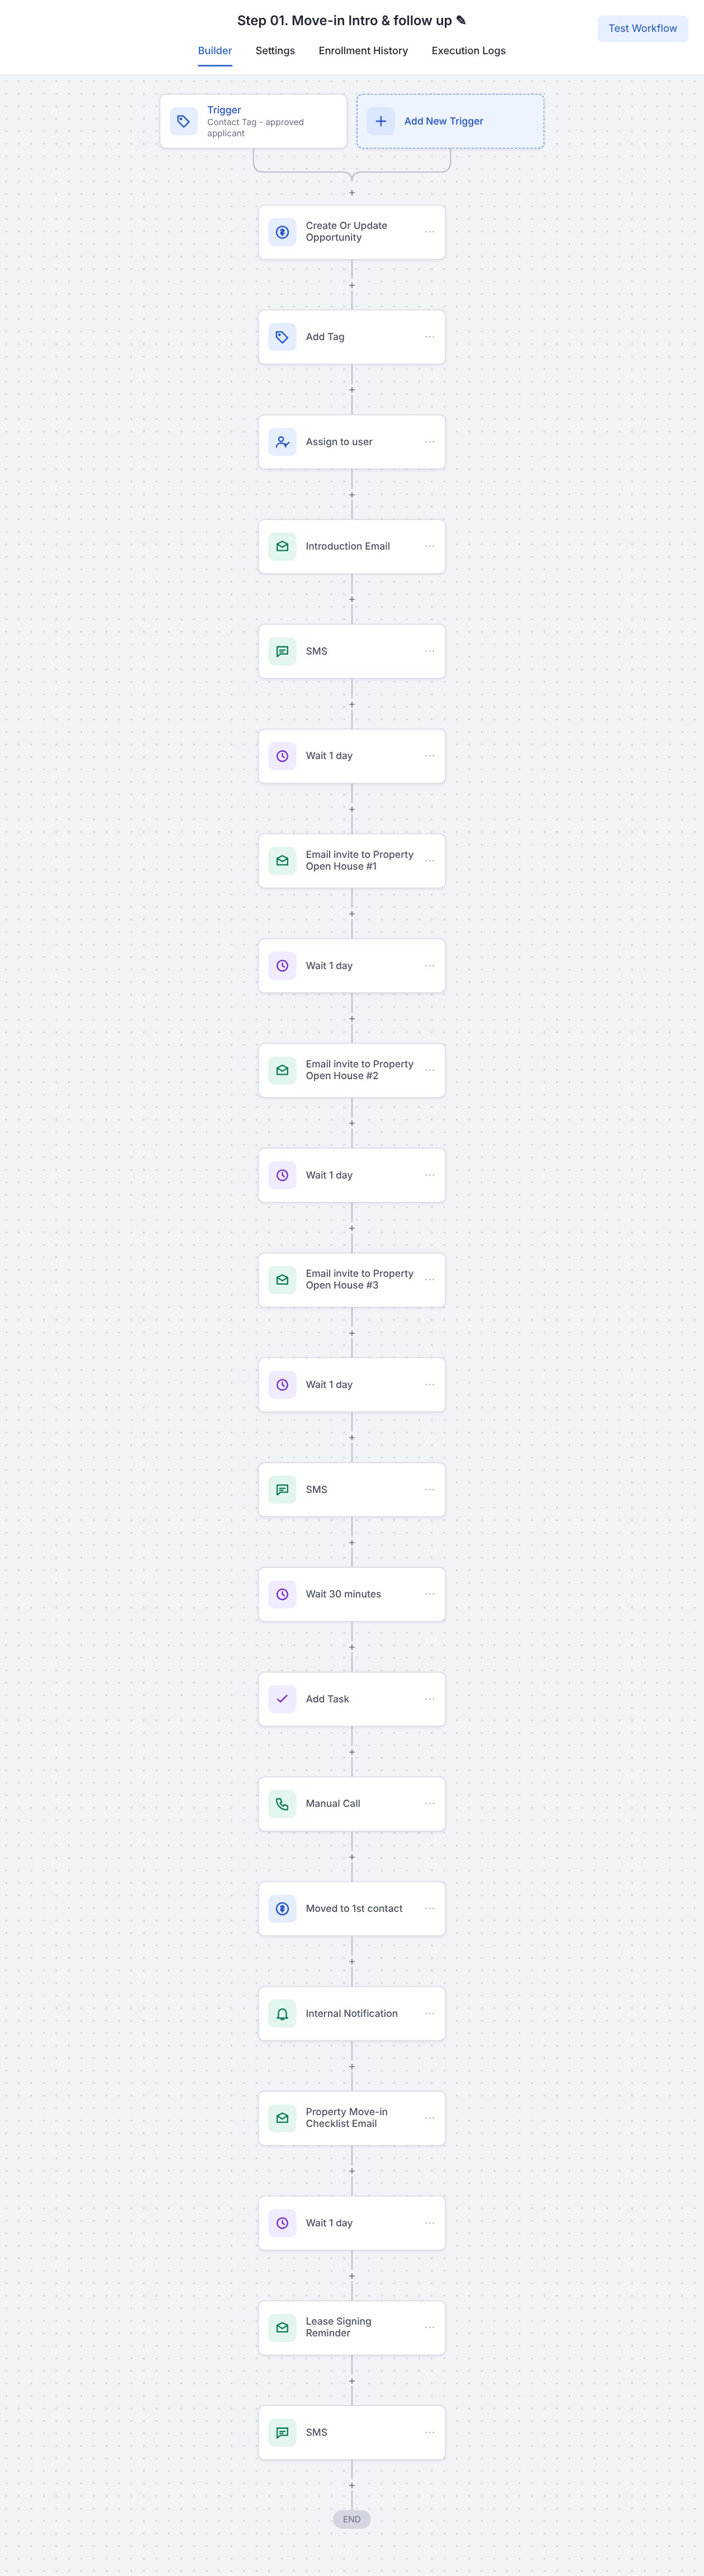 Step 01. Move-in Intro & follow up ✎
Test Workflow
Builder
Settings
Enrollment History
Execution Logs
Trigger
Contact Tag - approved
applicant
Add New Trigger
Create Or Update
Opportunity
Add Tag
Assign to user
Introduction Email
SMS
Wait 1 day
Email invite to Property
Open House #1
Wait 1 day
Email invite to Property
Open House #2
Wait 1 day
Email invite to Property
Open House #3
Wait 1 day
SMS
Wait 30 minutes
Add Task
Manual Call
Moved to 1st contact
Internal Notification
Property Move-in
Checklist Email
Wait 1 day
Lease Signing
Reminder
SMS
END